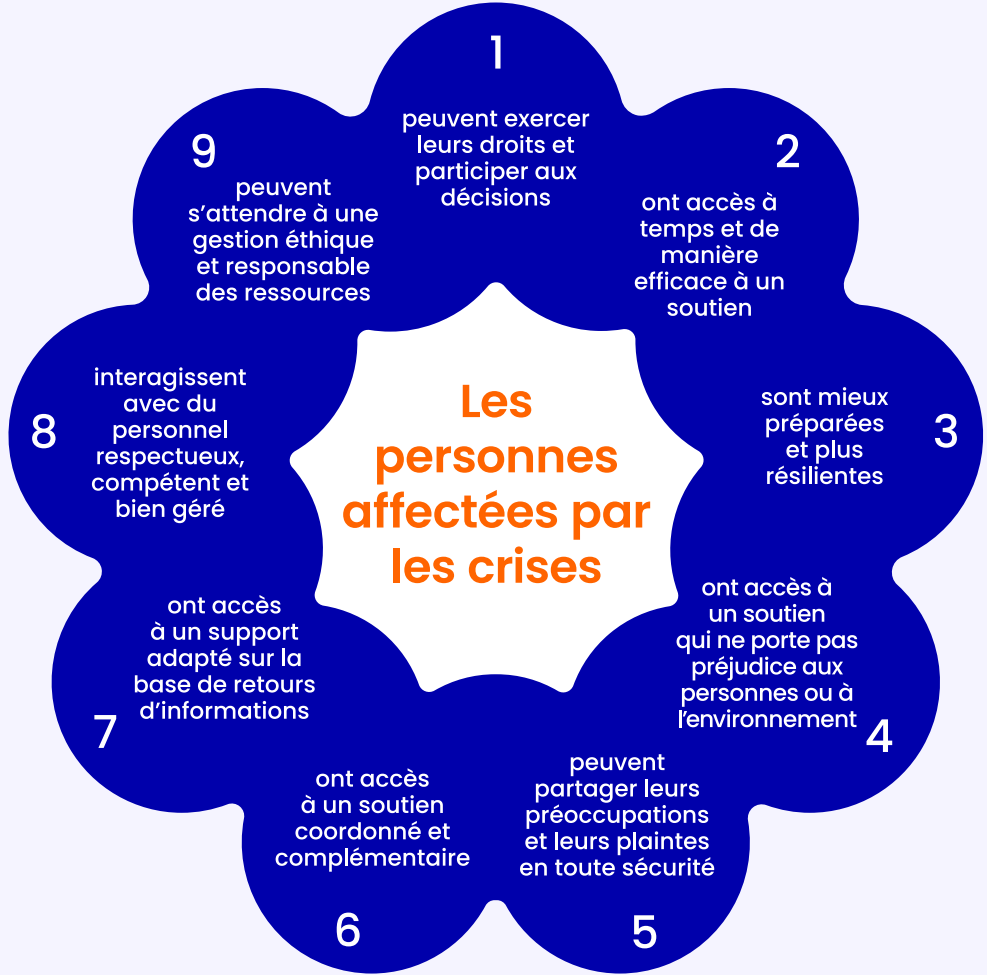 Les
personnes
affectées par
les crises
1
peuvent exercer
leurs droits et
participer aux
décisions
2
ont accès à
temps et de
manière
efficace à un
soutien
3
sont mieux
préparées
et plus
résilientes
4
ont accès à
un soutien
qui ne porte pas
préjudice aux
personnes ou à
l’environnement
5
peuvent
partager leurs
préoccupations
et leurs plaintes
en toute sécurité
6
ont accès
à un soutien
coordonné et
complémentaire
7
ont accès
à un support
adapté sur la
base de retours
d’informations
8
interagissent
avec du
personnel
respectueux,
compétent et
bien géré
9
peuvent
s’attendre à une
gestion éthique
et responsable
des ressources